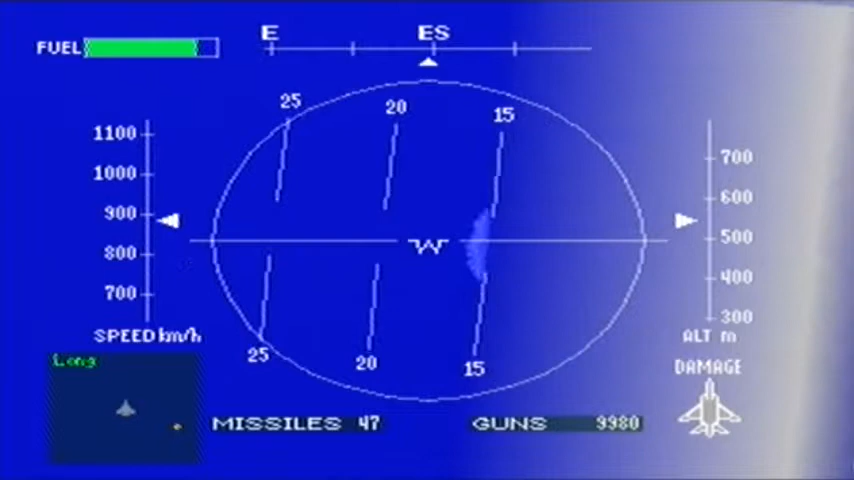 E ES
FUEL
25 20 15
1100
1000
900
800
700
700
600
500
400
300
SPEED km/h
ALT m
25 20 15
Long
DAMAGE
MISSILES 47
GUNS 9980